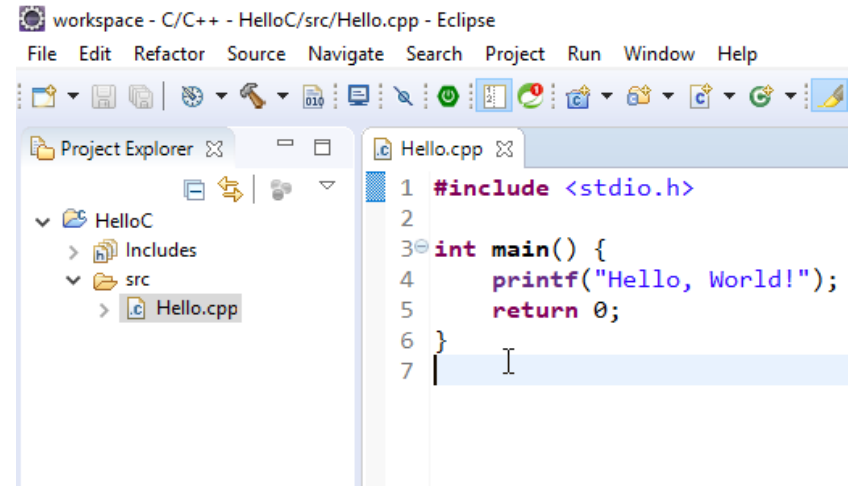 workspace - C/C++ - HelloC/src/Hello.cpp - Eclipse
File Edit Refactor Source Navigate Search Project Run Window Help
010
Project Explorer
Hello.cpp
HelloC
Includes
src
Hello.cpp
1 #include <stdio.h>
2
3 int main() {
4     printf("Hello, World!");
5     return 0;
6 }
7